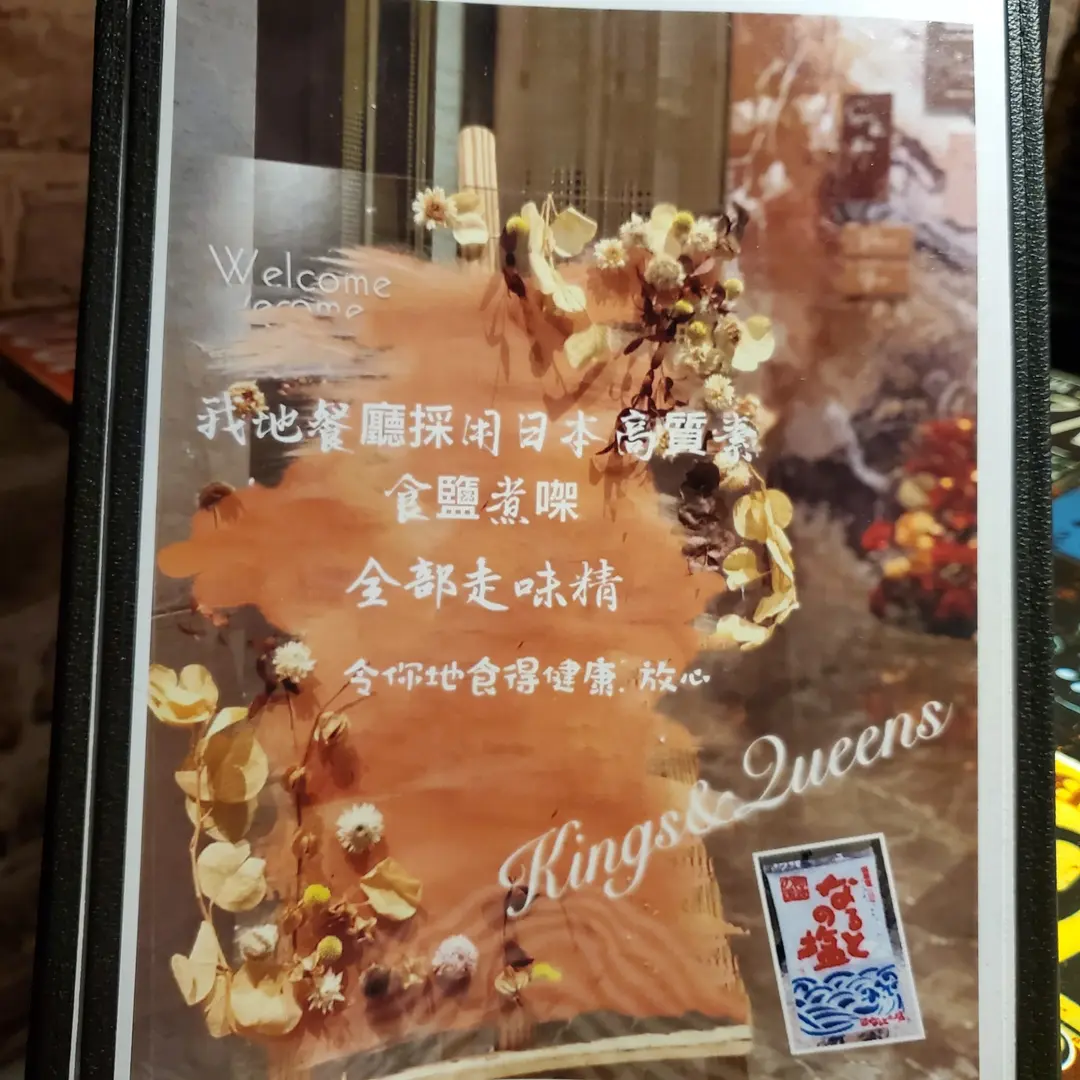 Welcome
我地餐廳採用日本高質素
食鹽煮㗎
全部走味精
令你地食得健康. 放心
Kings&Queens
なると
の塩